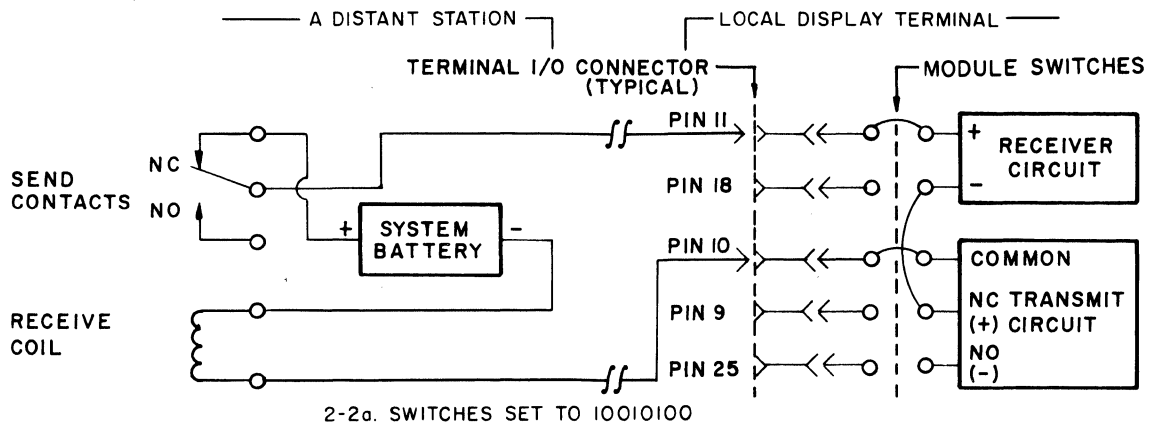 A DISTANT STATION
LOCAL DISPLAY TERMINAL
TERMINAL I/O CONNECTOR
(TYPICAL)
MODULE SWITCHES
PIN 11
+
RECEIVER
CIRCUIT
NC
SEND
CONTACTS
NO
PIN 18
-
+
SYSTEM
BATTERY
-
PIN 10
COMMON
RECEIVE
COIL
PIN 9
NC TRANSMIT
(+) CIRCUIT
PIN 25
NO
(-)
2-2a. SWITCHES SET TO 10010100